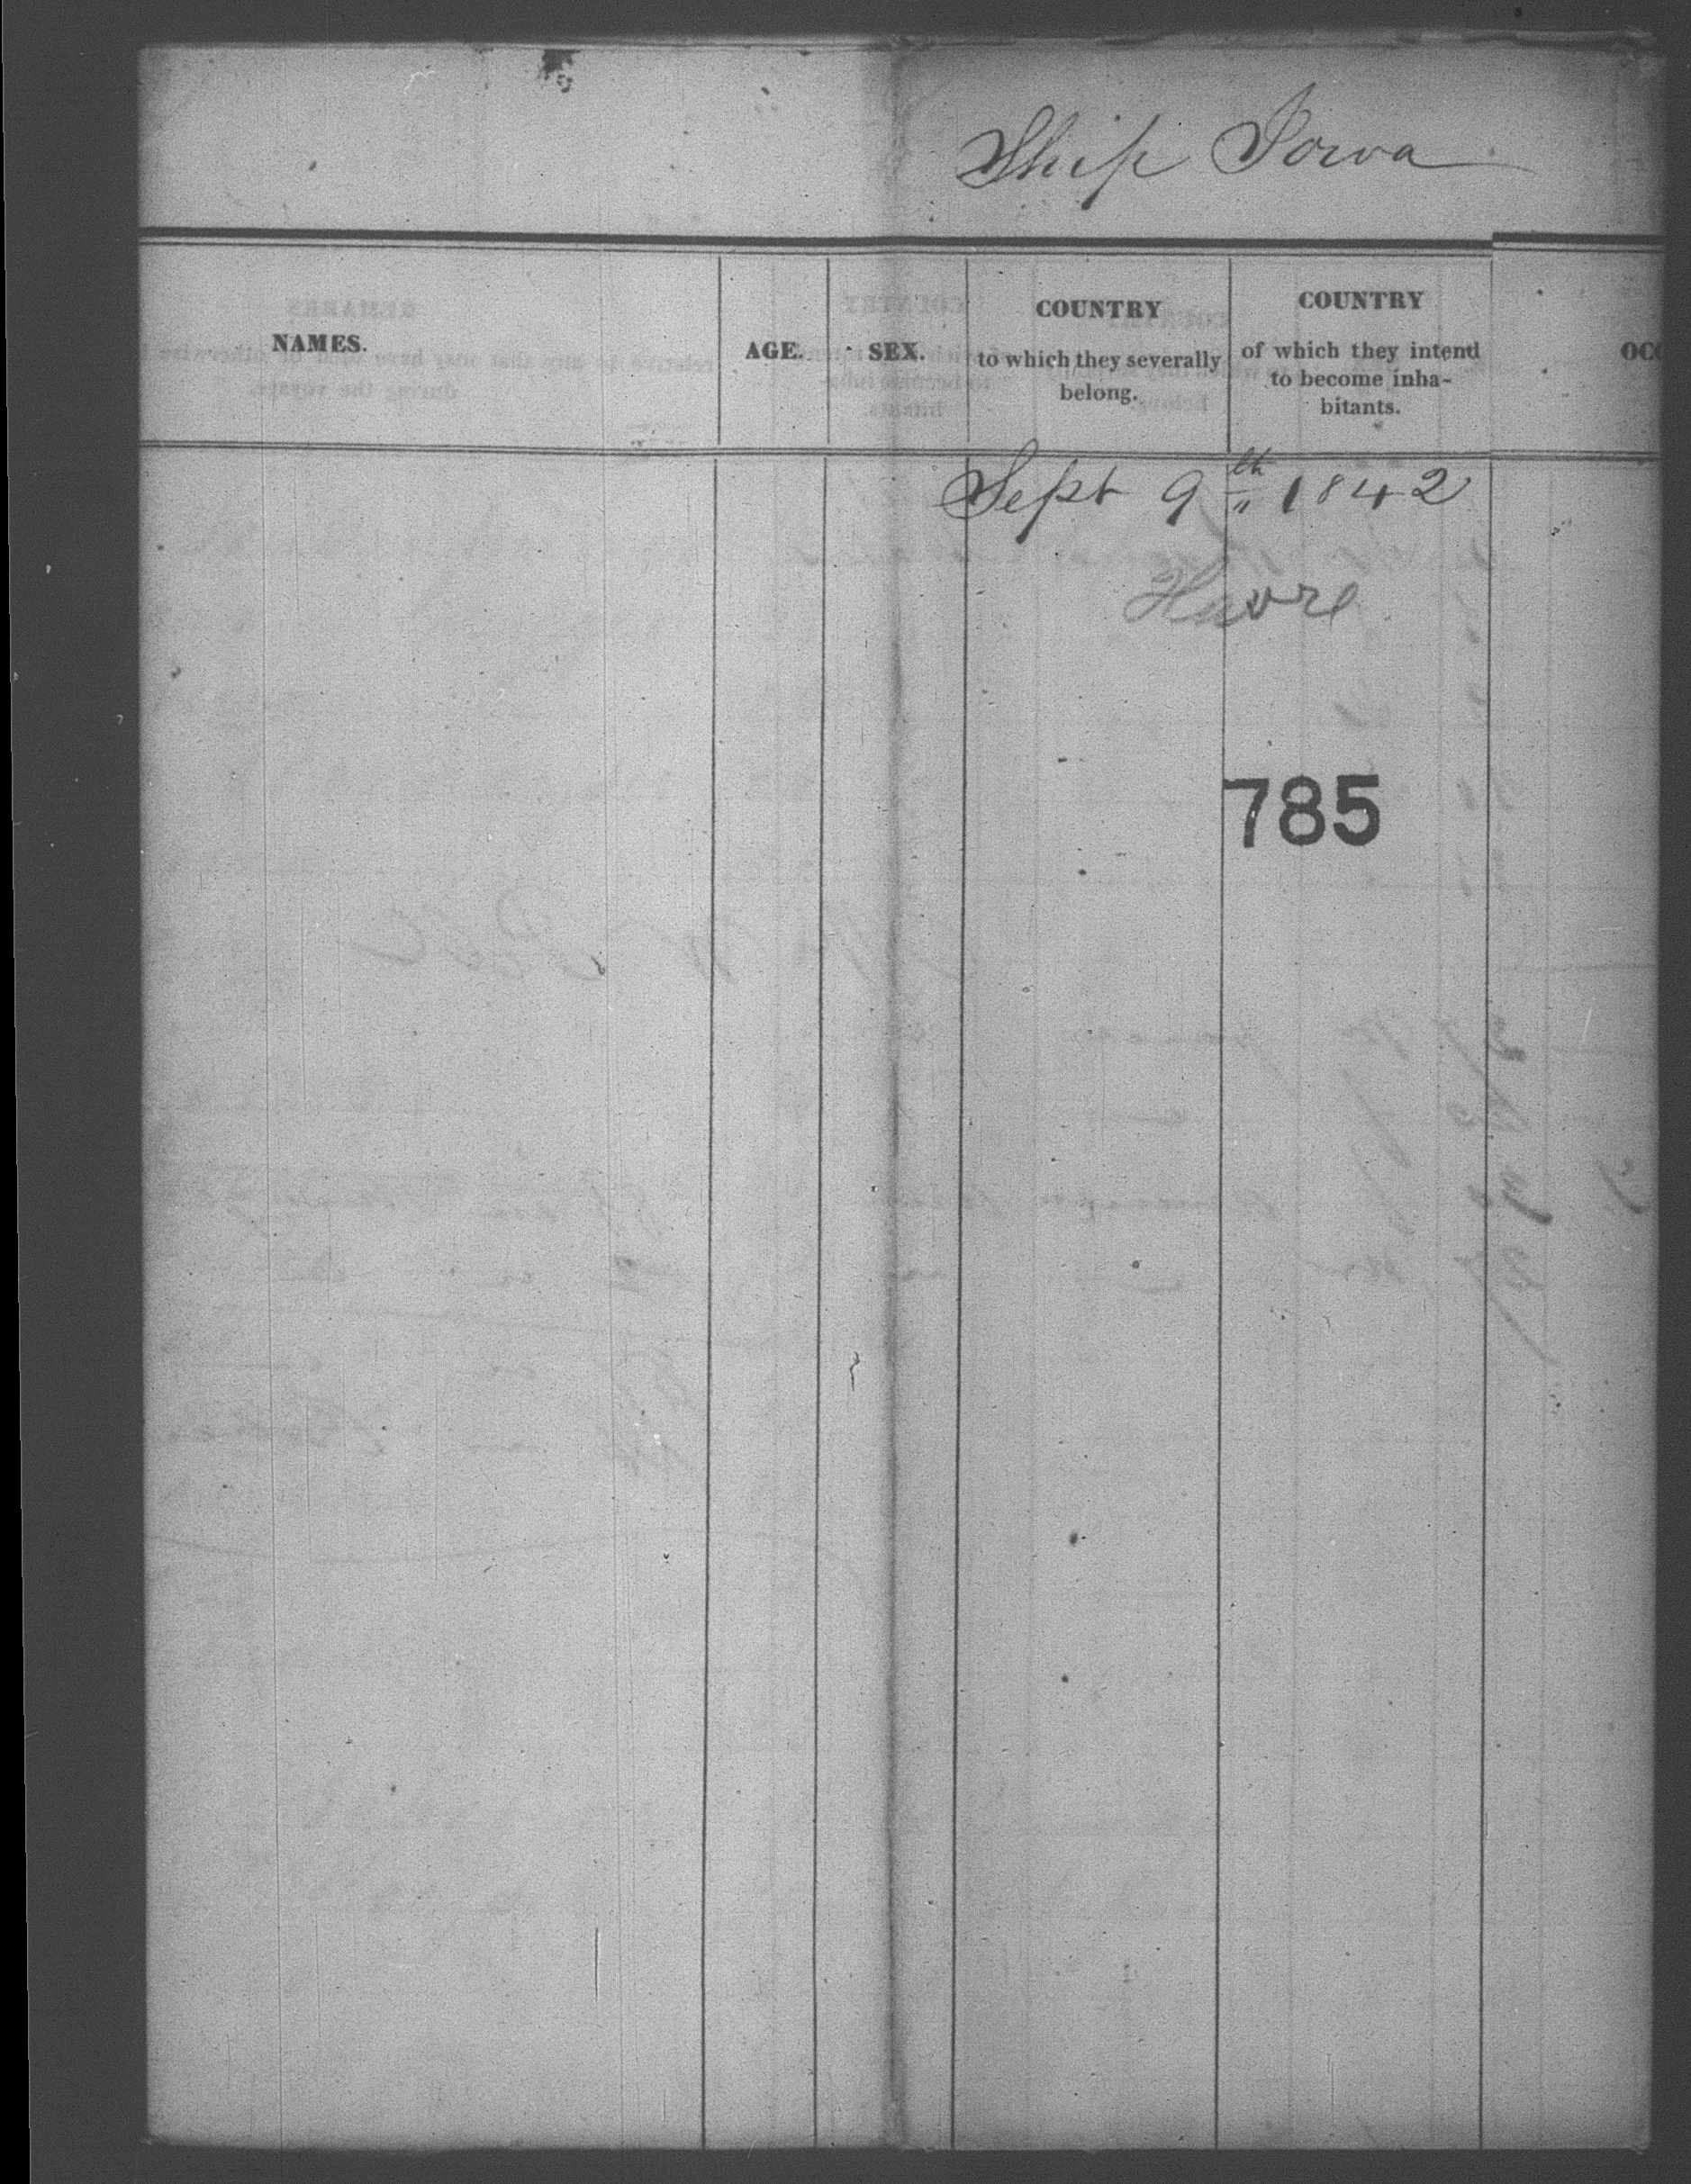 Ship Iowa
NAMES.
AGE.
SEX.
COUNTRY
to which they severally
belong.
COUNTRY
of which they intend
to become inha-
bitants.
Sept 9th 1842
Havre
785